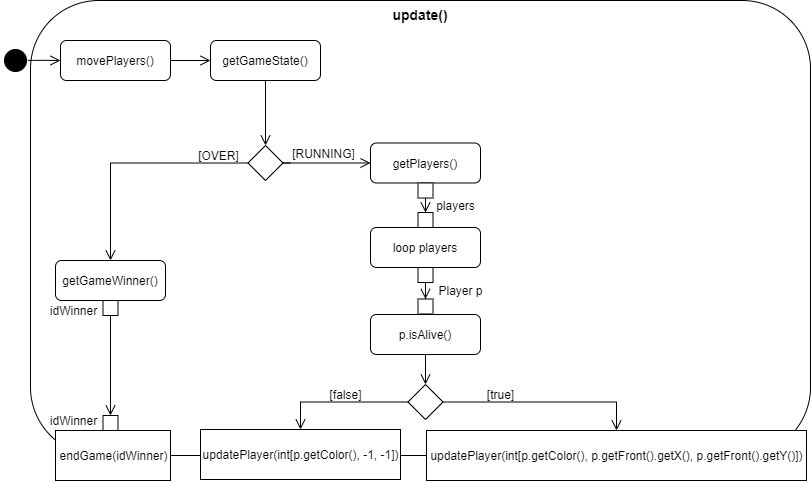 update()
movePlayers()
getGameState()
[OVER]
[RUNNING]
getPlayers()
players
loop players
getGameWinner()
idWinner
Player p
p.isAlive()
[false]
[true]
idWinner
endGame(idWinner)
updatePlayer(int[p.getColor(), -1, -1])
updatePlayer(int[p.getColor(), p.getFront().getX(), p.getFront().getY()])